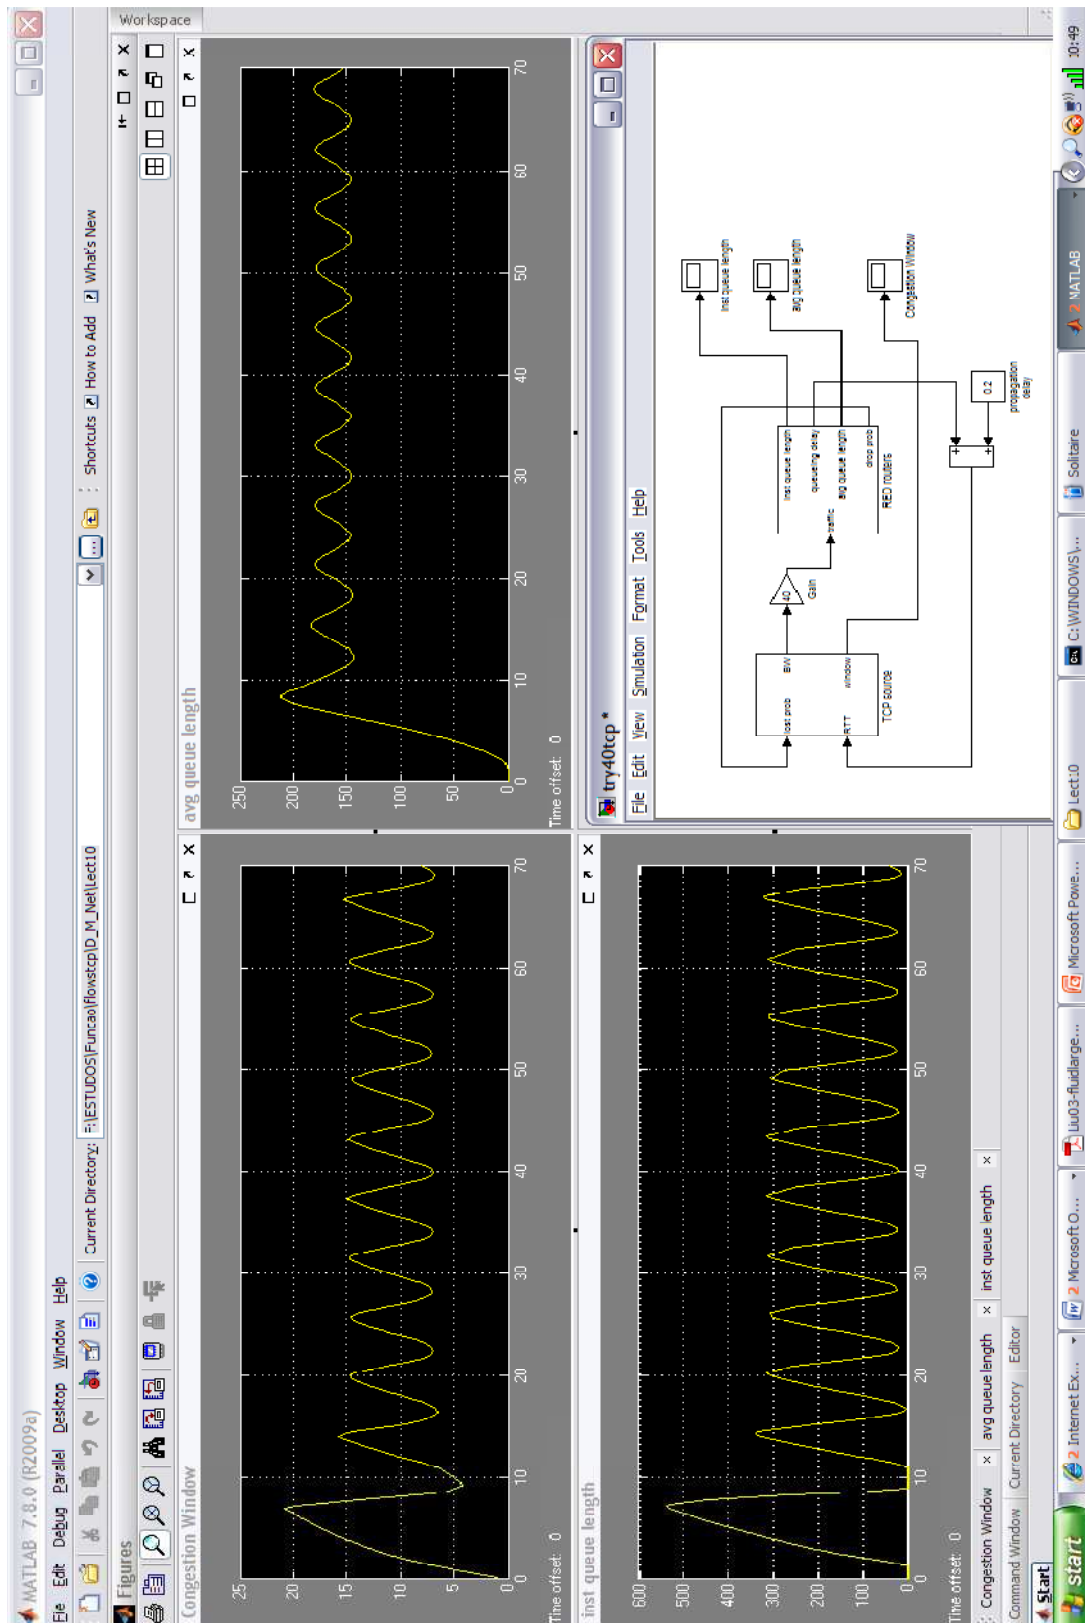 MATLAB 7.8.0 (R2009a)
File Edit Debug Parallel Desktop Window Help
Current Directory: F:\ESTUDOS\Funcao\flowstcp\D_M_Net\Lect10
Shortcuts How to Add What's New
Figures
Workspace
Congestion Window
25
20
15
10
5
0
0 10 20 30 40 50 60 70
Time offset: 0
avg queue length
250
200
150
100
50
0
0 10 20 30 40 50 60 70
Time offset: 0
inst queue length
600
500
400
300
200
100
0
0 10 20 30 40 50 60 70
Time offset: 0
try40tcp *
File Edit View Simulation Format Tools Help
inst queue length
avg queue length
Congestion Window
lost prob
BW
RTT
window
TCP source
40
Gain
traffic
inst queue length
queueing delay
avg queue length
drop prob
RED routers
0.2
propagation
delay
Congestion Window × avg queue length × inst queue length ×
Command Window Current Directory Editor
Start
start
2 Internet Ex...
2 Microsoft O...
Liu03-fluidlarge...
Microsoft Powe...
Lect10
C:\WINDOWS\...
Solitaire
2 MATLAB
10:49